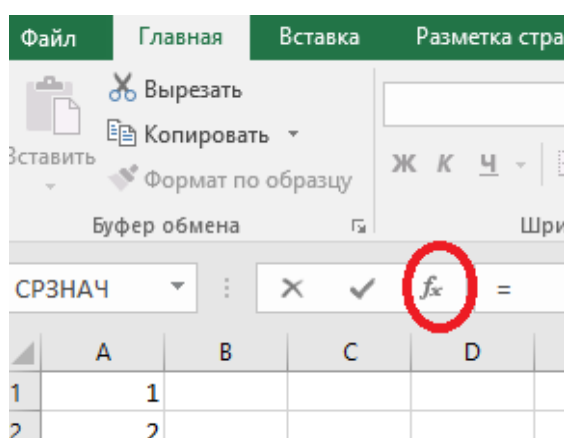 Файл Главная Вставка Разметка стра
Вырезать
Копировать
Вставить
Формат по образцу
Ж К Ч
Буфер обмена Шри
СРЗНАЧ fx =
A B C D
1 1
2 2